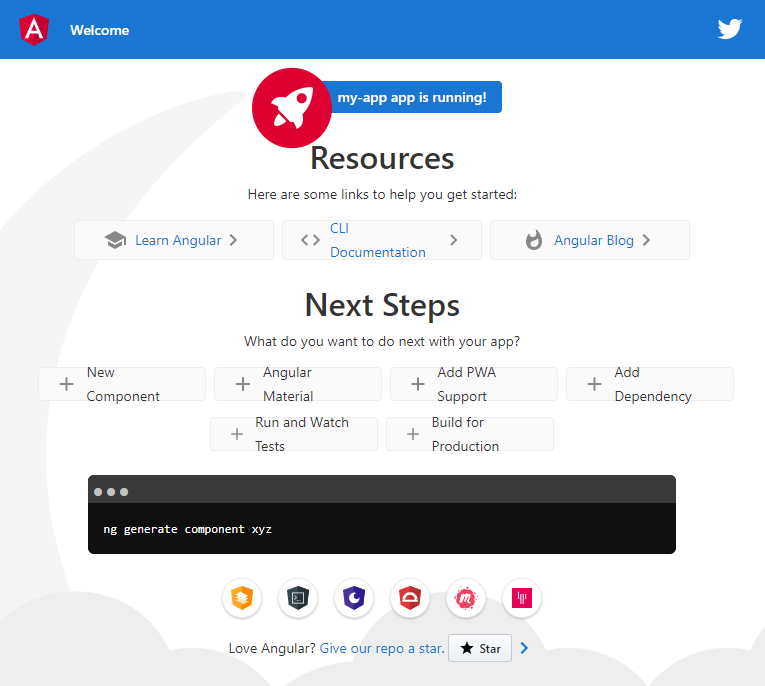 Welcome
my-app app is running!
Resources
Here are some links to help you get started:
Learn Angular
CLI
Documentation
Angular Blog
Next Steps
What do you want to do next with your app?
New
Component
Angular
Material
Add PWA
Support
Add
Dependency
Run and Watch
Tests
Build for
Production
ng generate component xyz
Love Angular? Give our repo a star. Star